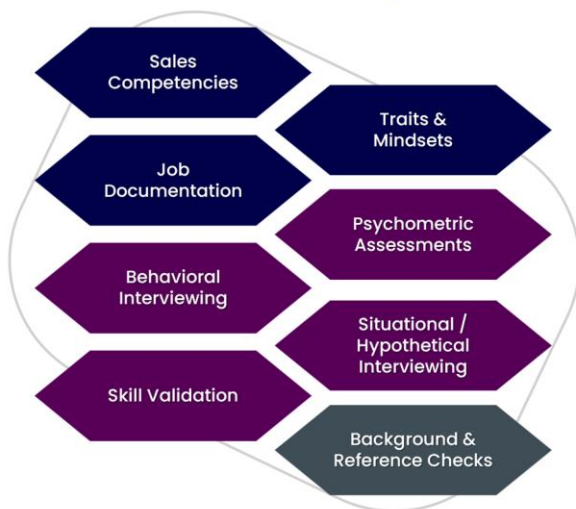 Sales
Competencies
Traits &
Mindsets
Job
Documentation
Psychometric
Assessments
Behavioral
Interviewing
Situational /
Hypothetical
Interviewing
Skill Validation
Background &
Reference Checks